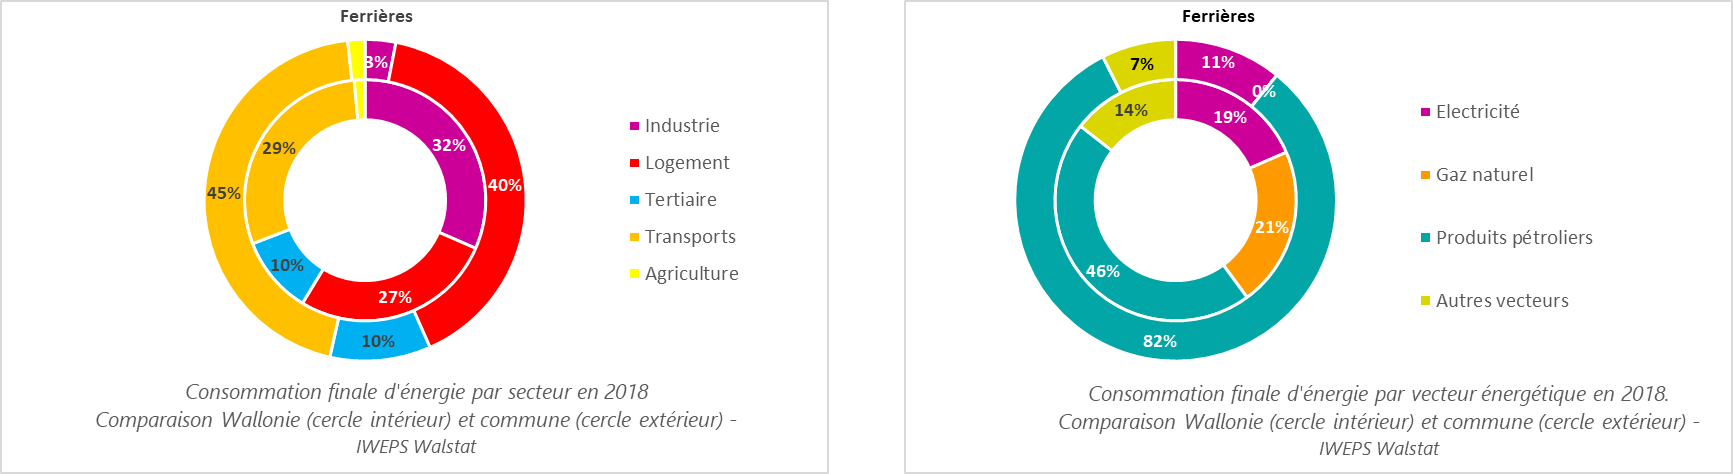 Ferrières
3%
32%
29%
40%
45%
10%
27%
10%
Industrie
Logement
Tertiaire
Transports
Agriculture
Consommation finale d'énergie par secteur en 2018
Comparaison Wallonie (cercle intérieur) et commune (cercle extérieur) -
IWEPS Walstat
Ferrières
7%
11%
0%
14%
19%
21%
46%
82%
Electricité
Gaz naturel
Produits pétroliers
Autres vecteurs
Consommation finale d'énergie par vecteur énergétique en 2018.
Comparaison Wallonie (cercle intérieur) et commune (cercle extérieur) -
IWEPS Walstat